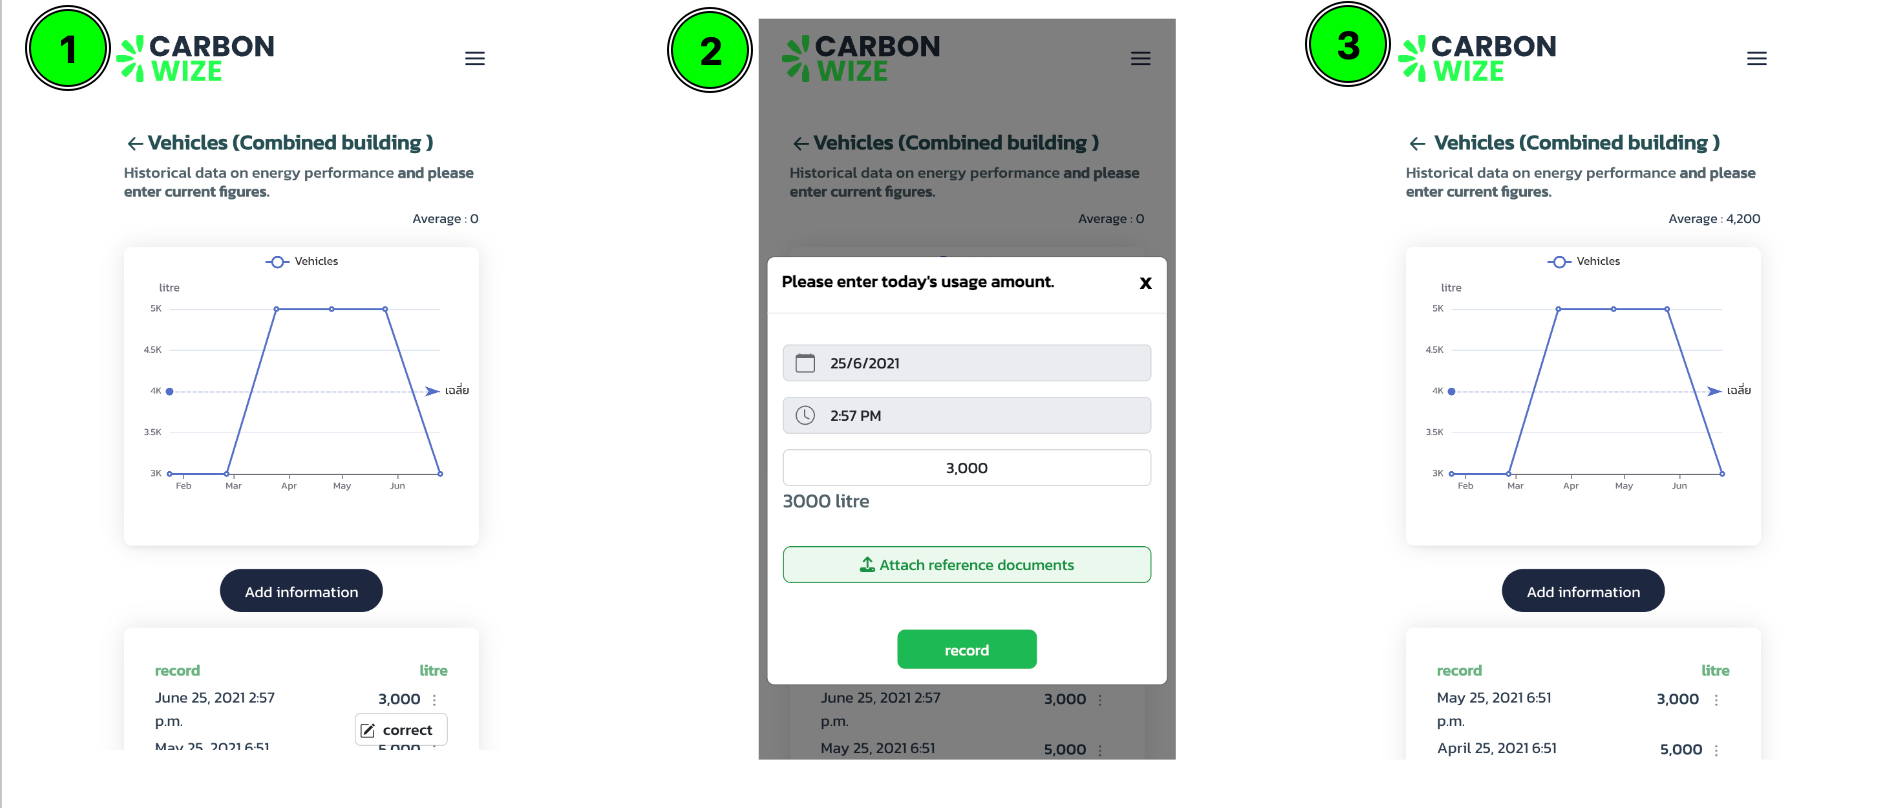 1
CARBON
WIZE
← Vehicles (Combined building )
Historical data on energy performance and please
enter current figures.
Average : 0
Vehicles
litre
5K
4.5K
4K
เฉลี่ย
3.5K
3K
Feb Mar Apr May Jun
Add information
record litre
June 25, 2021 2:57 3,000
p.m.
correct
May 25, 2021 6:51 5,000
2
CARBON
WIZE
← Vehicles (Combined building )
Historical data on energy performance and please
enter current figures.
Average : 0
Please enter today's usage amount. X
25/6/2021
2:57 PM
3,000
3000 litre
Attach reference documents
record
June 25, 2021 2:57 3,000
p.m.
May 25, 2021 6:51 5,000
3
CARBON
WIZE
← Vehicles (Combined building )
Historical data on energy performance and please
enter current figures.
Average : 4,200
Vehicles
litre
5K
4.5K
4K
เฉลี่ย
3.5K
3K
Feb Mar Apr May Jun
Add information
record litre
May 25, 2021 6:51 3,000
p.m.
April 25, 2021 6:51 5,000